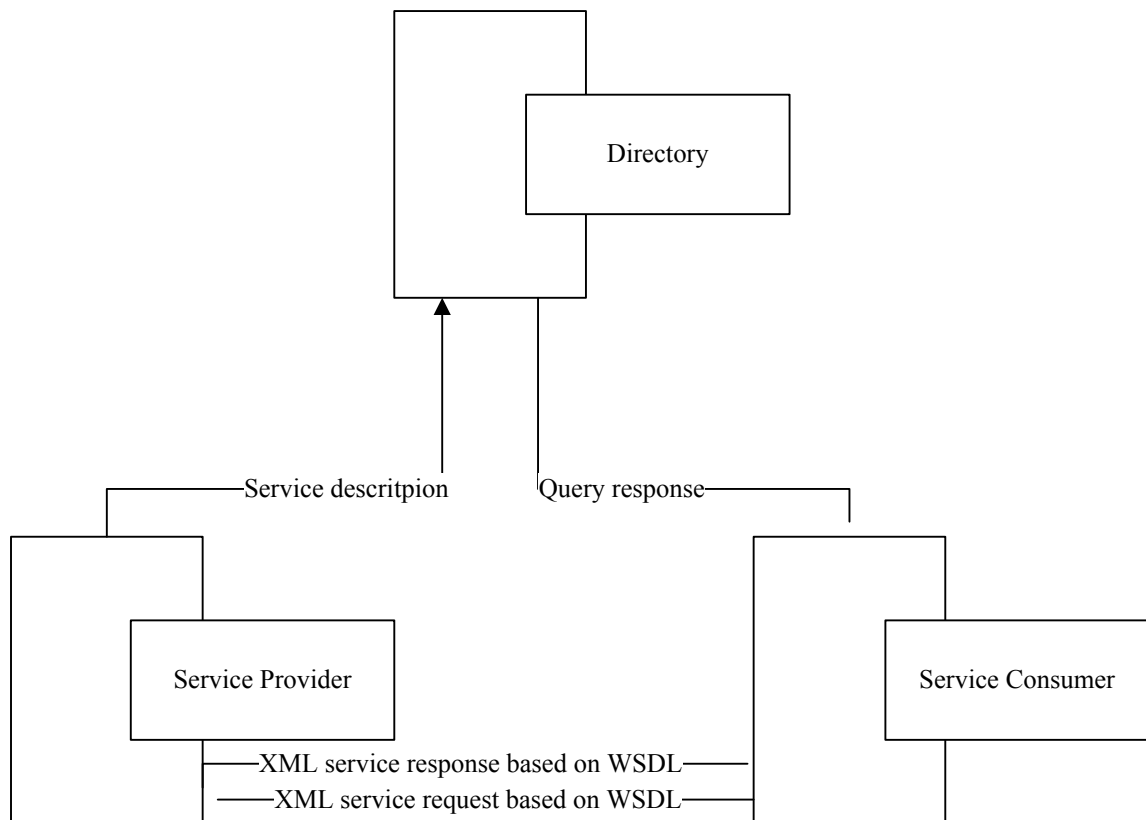 Directory
Service descritpion
Query response
Service Provider
Service Consumer
XML service response based on WSDL
XML service request based on WSDL